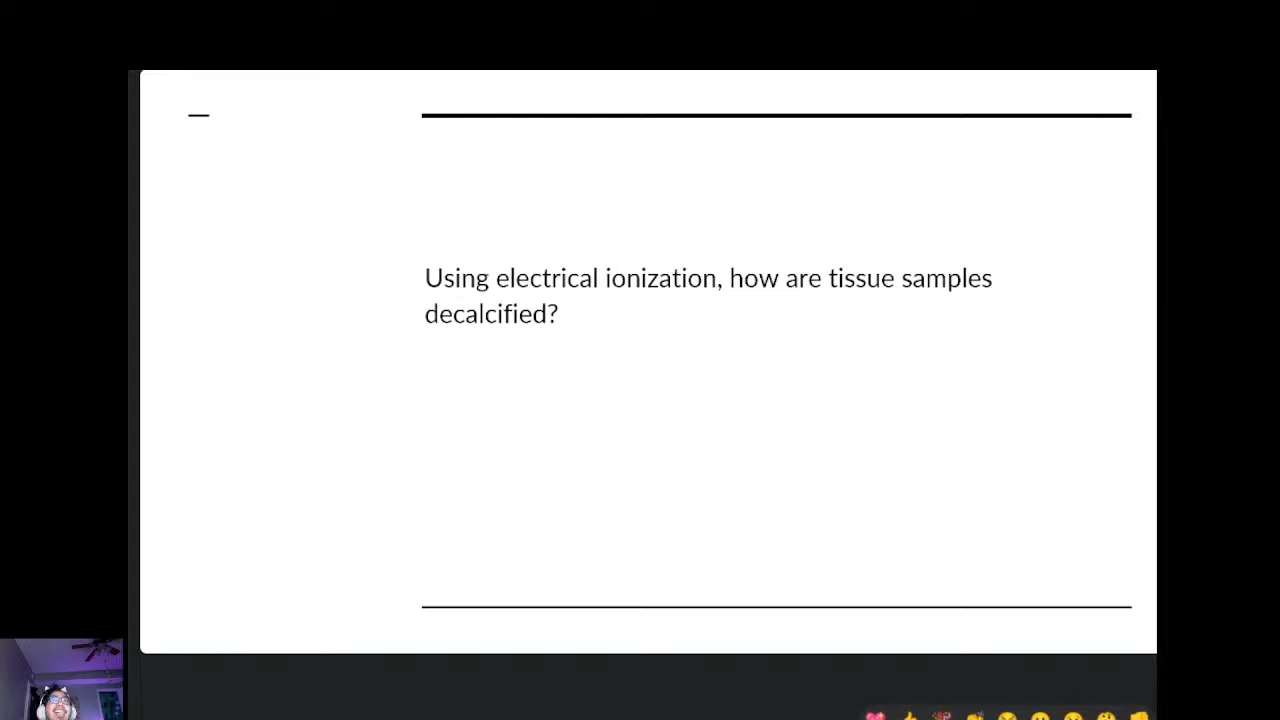 Using electrical ionization, how are tissue samples
decalcified?